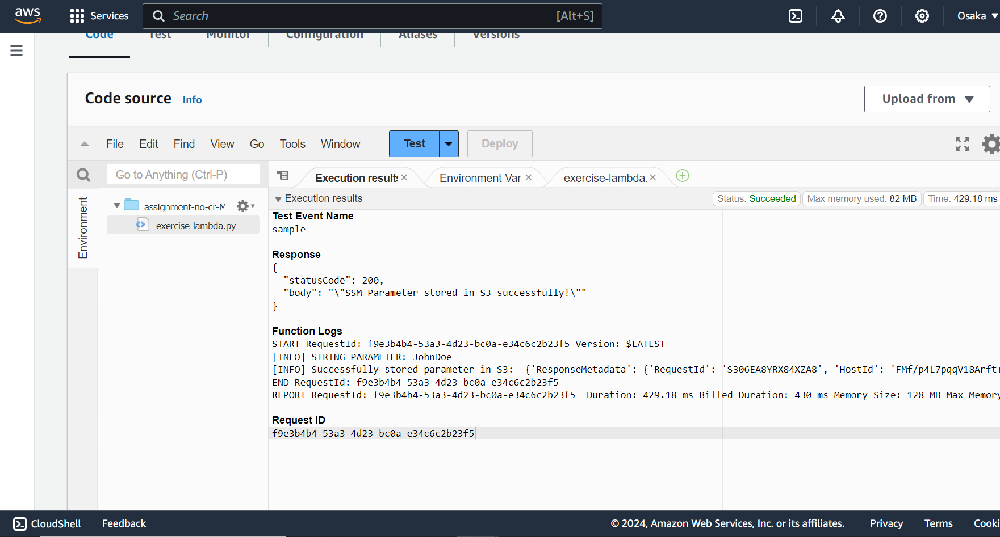 aws Services Search [Alt+S] Osaka
Code Test Monitor Configuration Aliases Versions
Code source Info Upload from
File Edit Find View Go Tools Window Test Deploy
Go to Anything (Ctrl-P) Execution results Environment Vari exercise-lambda.
Environment
assignment-no-cr-M
exercise-lambda.py
Execution results Status: Succeeded Max memory used: 82 MB Time: 429.18 ms
Test Event Name
sample
Response
{
"statusCode": 200,
"body": "\"SSM Parameter stored in S3 successfully!\""
}
Function Logs
START RequestId: f9e3b4b4-53a3-4d23-bc0a-e34c6c2b23f5 Version: $LATEST
[INFO] STRING PARAMETER: JohnDoe
[INFO] Successfully stored parameter in S3:  {'ResponseMetadata': {'RequestId': 'S306EA8YRX84XZA8', 'HostId': 'FMf/p4L7pqqV18Arft+
END RequestId: f9e3b4b4-53a3-4d23-bc0a-e34c6c2b23f5
REPORT RequestId: f9e3b4b4-53a3-4d23-bc0a-e34c6c2b23f5  Duration: 429.18 ms Billed Duration: 430 ms Memory Size: 128 MB Max Memory
Request ID
f9e3b4b4-53a3-4d23-bc0a-e34c6c2b23f5
CloudShell Feedback © 2024, Amazon Web Services, Inc. or its affiliates. Privacy Terms Cooki